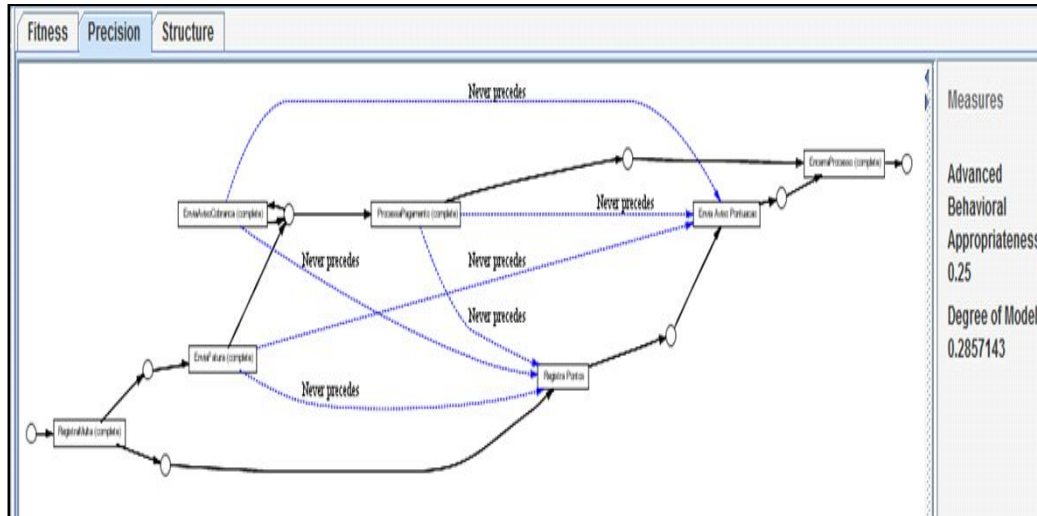 Fitness
Precision
Structure
Never precedes
EnviaAvisoCobranca (complete)
ProcessaPagamento (complete)
Never precedes
Envia Aviso Pontuacao
EncerraProcesso (complete)
Never precedes
Never precedes
Never precedes
EnviaFatura (complete)
Never precedes
Registra Pontos
RegistraMulta (complete)
Measures
Advanced
Behavioral
Appropriateness
0.25
Degree of Model
0.2857143